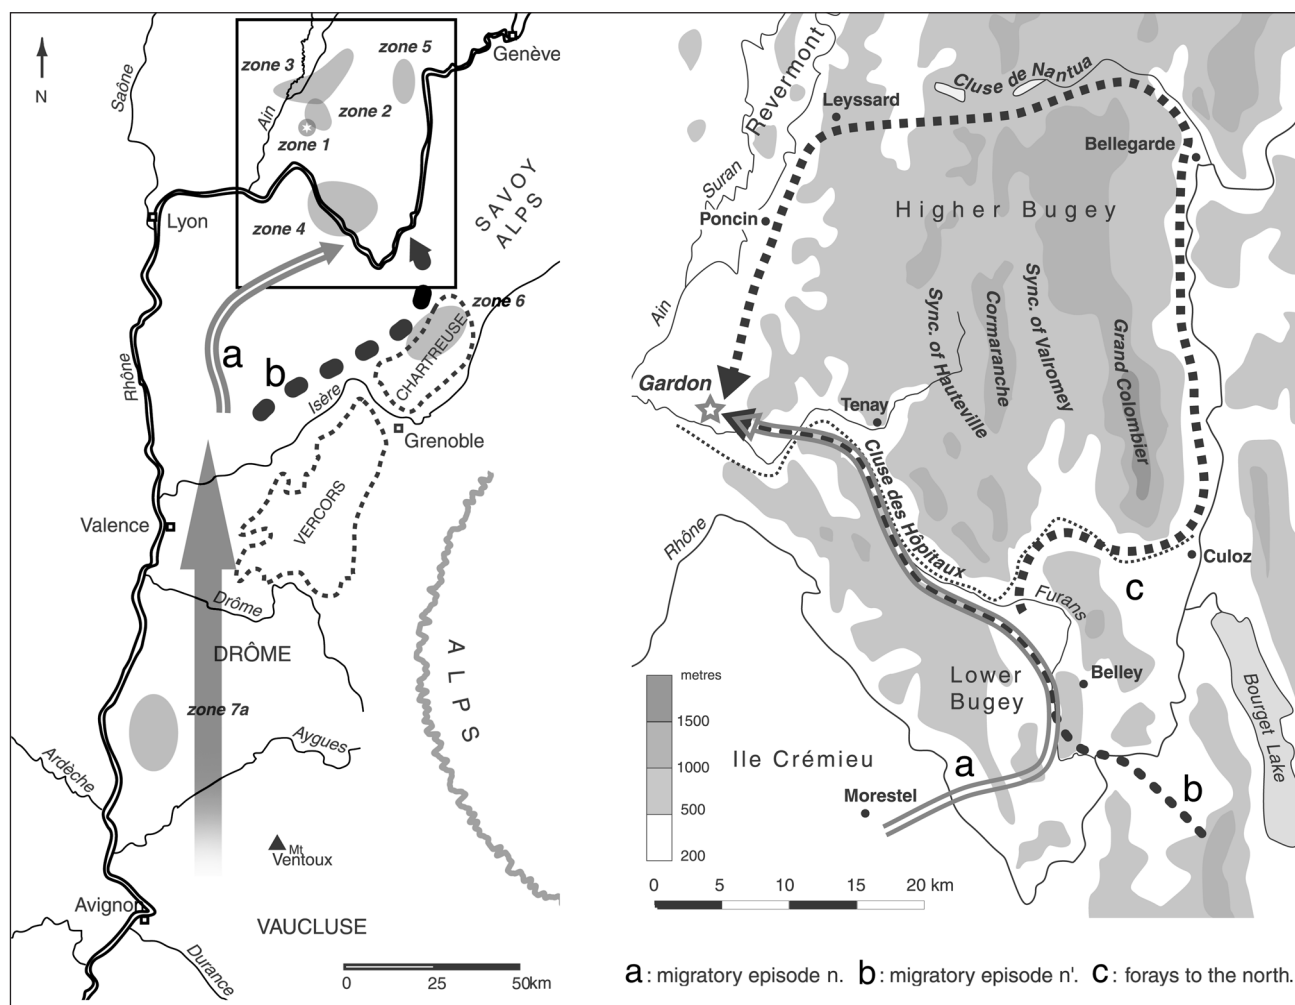 N
Saône
zone 3
zone 5
Genève
Ain
zone 2
zone 1
Lyon
zone 4
SAVOY
ALPS
zone 6
a
b
CHARTREUSE
Rhône
Isère
Grenoble
Valence
VERCORS
Drôme
DRÔME
ALPS
zone 7a
Aygues
Ardèche
Mt
Ventoux
Avignon
VAUCLUSE
Durance
0 25 50km
Revermont
Cluse de Nantua
Leyssard
Bellegarde
Suran
Poncin
Higher Bugey
Ain
Sync. of Hauteville
Cormaranche
Sync. of Valromey
Grand Colombier
Gardon
Tenay
Cluse des Hôpitaux
Rhône
Culoz
c
Furans
Lower
Bugey
Belley
Bourget Lake
metres
1500
1000
500
200
Ile Crémieu
a
b
Morestel
0 5 10 15 20 km
a : migratory episode n. b : migratory episode n'. c : forays to the north.